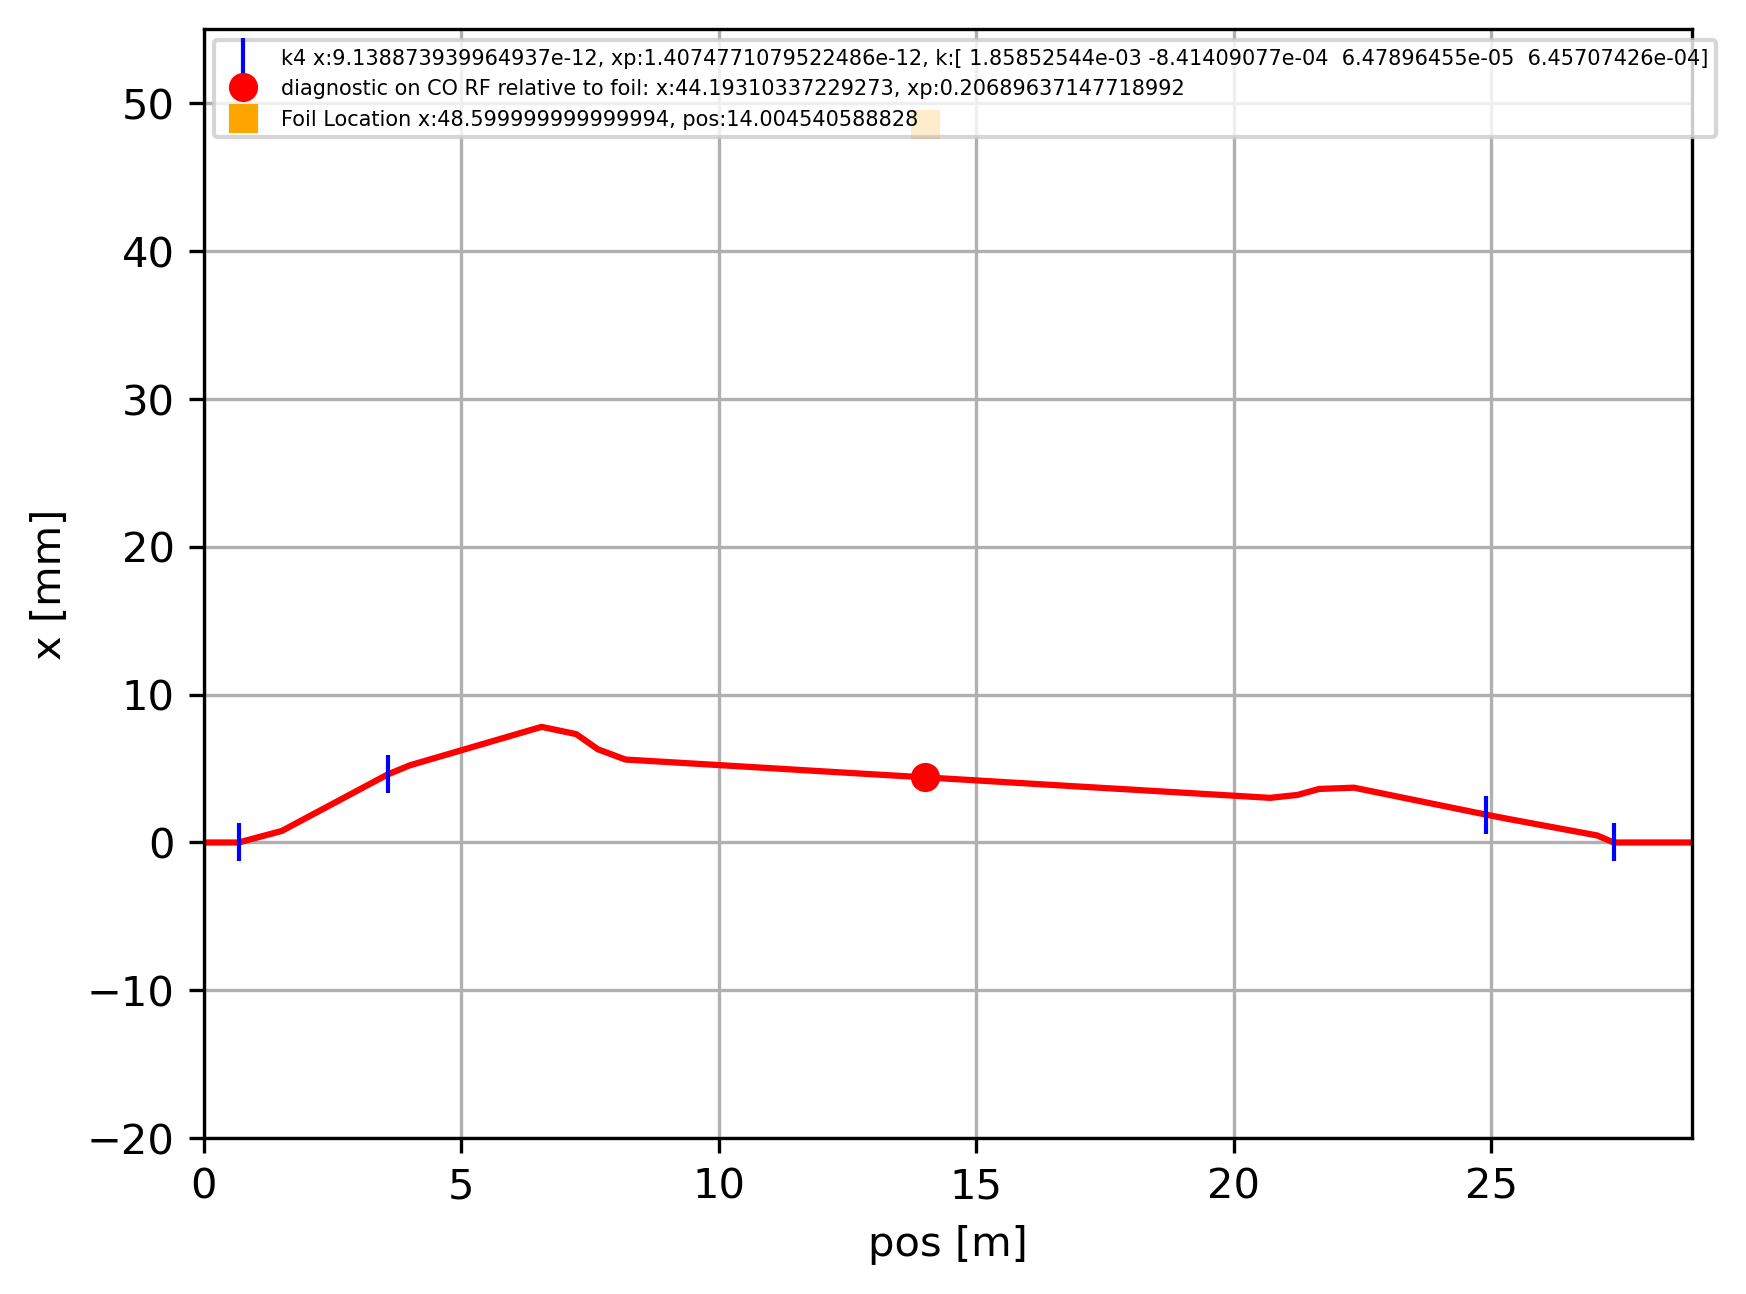 k4 x:9.138873939964937e-12, xp:1.4074771079522486e-12, k:[ 1.85852544e-03 -8.41409077e-04  6.47896455e-05  6.45707426e-04]
diagnostic on CO RF relative to foil: x:44.19310337229273, xp:0.20689637147718992
Foil Location x:48.599999999999994, pos:14.004540588828
50
40
30
20
10
0
−10
−20
x [mm]
0 5 10 15 20 25
pos [m]